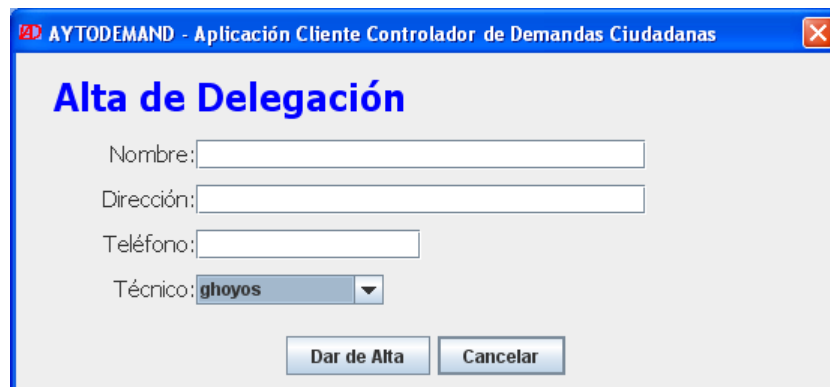 AD AYTODEMAND - Aplicación Cliente Controlador de Demandas Ciudadanas
Alta de Delegación
Nombre:
Dirección:
Teléfono:
Técnico: ghoyos
Dar de Alta Cancelar